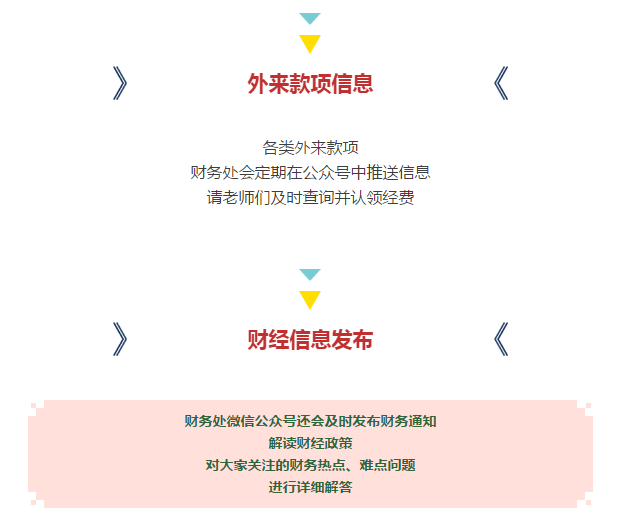 外来款项信息
各类外来款项
财务处会定期在公众号中推送信息
请老师们及时查询并认领经费
财经信息发布
财务处微信公众号还会及时发布财务通知
解读财经政策
对大家关注的财务热点、难点问题
进行详细解答